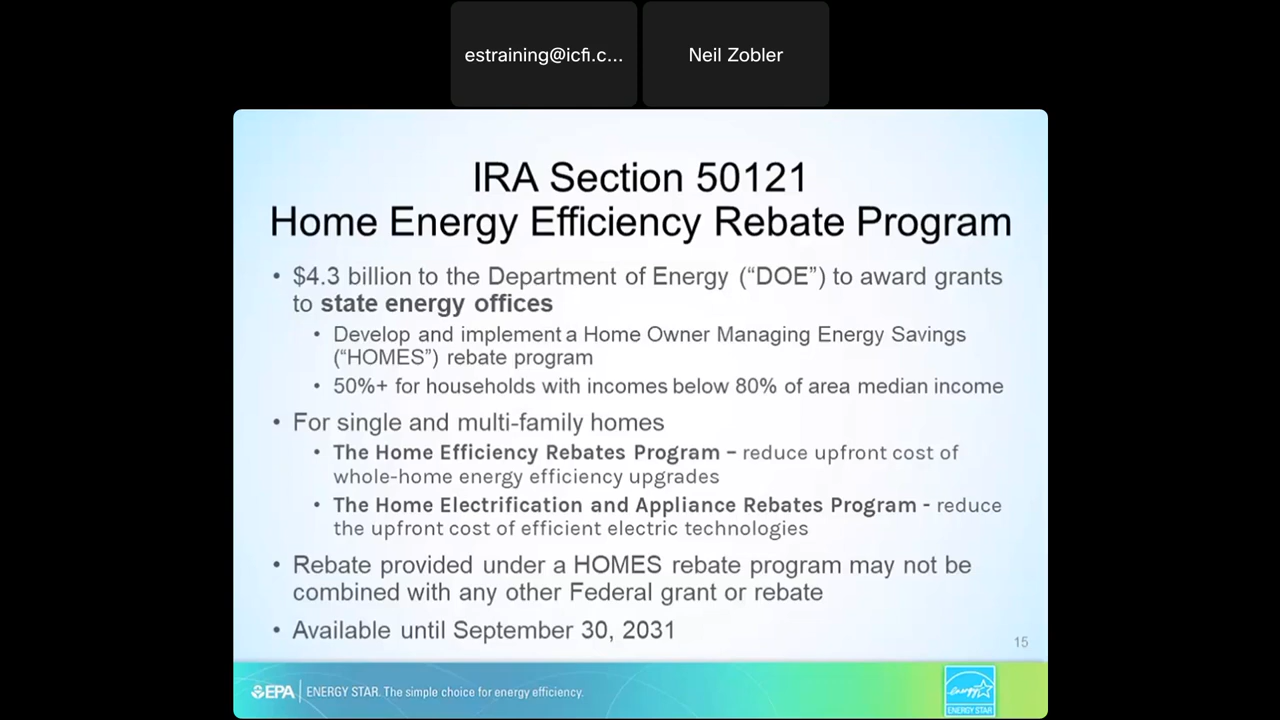 estraining@icfi.c...
Neil Zobler
IRA Section 50121
Home Energy Efficiency Rebate Program
• $4.3 billion to the Department of Energy (“DOE”) to award grants
to state energy offices
• Develop and implement a Home Owner Managing Energy Savings
(“HOMES”) rebate program
• 50%+ for households with incomes below 80% of area median income
• For single and multi-family homes
• The Home Efficiency Rebates Program – reduce upfront cost of
whole-home energy efficiency upgrades
• The Home Electrification and Appliance Rebates Program - reduce
the upfront cost of efficient electric technologies
• Rebate provided under a HOMES rebate program may not be
combined with any other Federal grant or rebate
• Available until September 30, 2031
15
EPA
ENERGY STAR. The simple choice for energy efficiency.
energy
ENERGY STAR